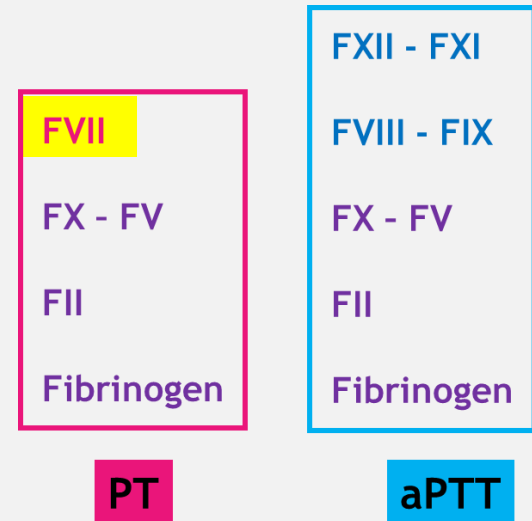 FVII
FX – FV
FII
Fibrinogen
PT
FXII - FXI
FVIII - FIX
FX – FV
FII
Fibrinogen
aPTT